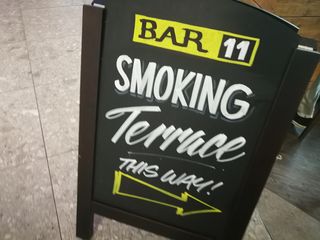 BAR 11
SMOKING
Terrace
THIS WAY!